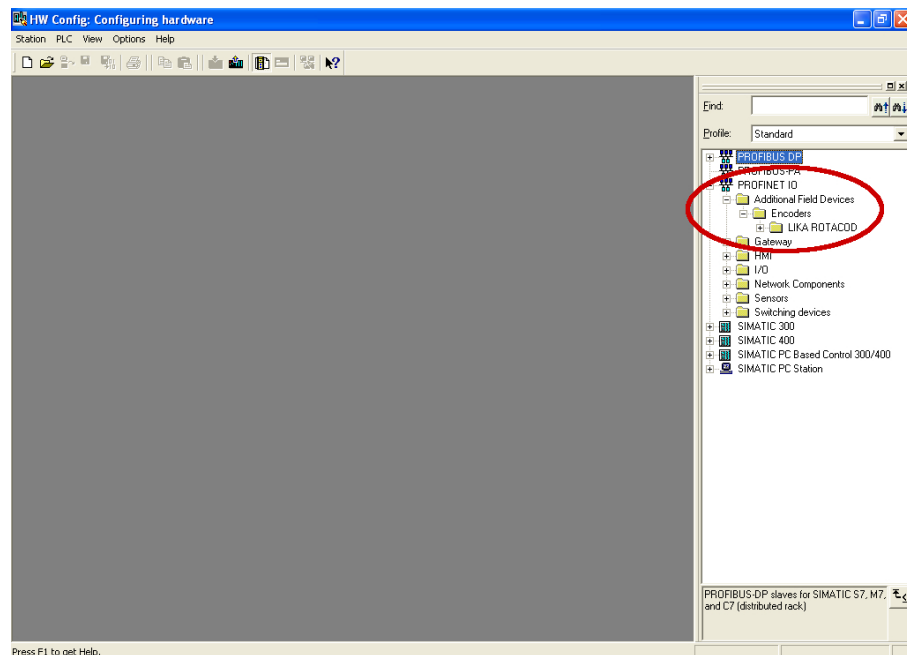 HW Config: Configuring hardware
Station PLC View Options Help
Find:
Profile: Standard
PROFIBUS DP
PROFIBUS-PA
PROFINET IO
Additional Field Devices
Encoders
LIKA ROTACOD
Gateway
HMI
I/O
Network Components
Sensors
Switching devices
SIMATIC 300
SIMATIC 400
SIMATIC PC Based Control 300/400
SIMATIC PC Station
PROFIBUS-DP slaves for SIMATIC S7, M7,
and C7 (distributed rack)
Press F1 to get Help.